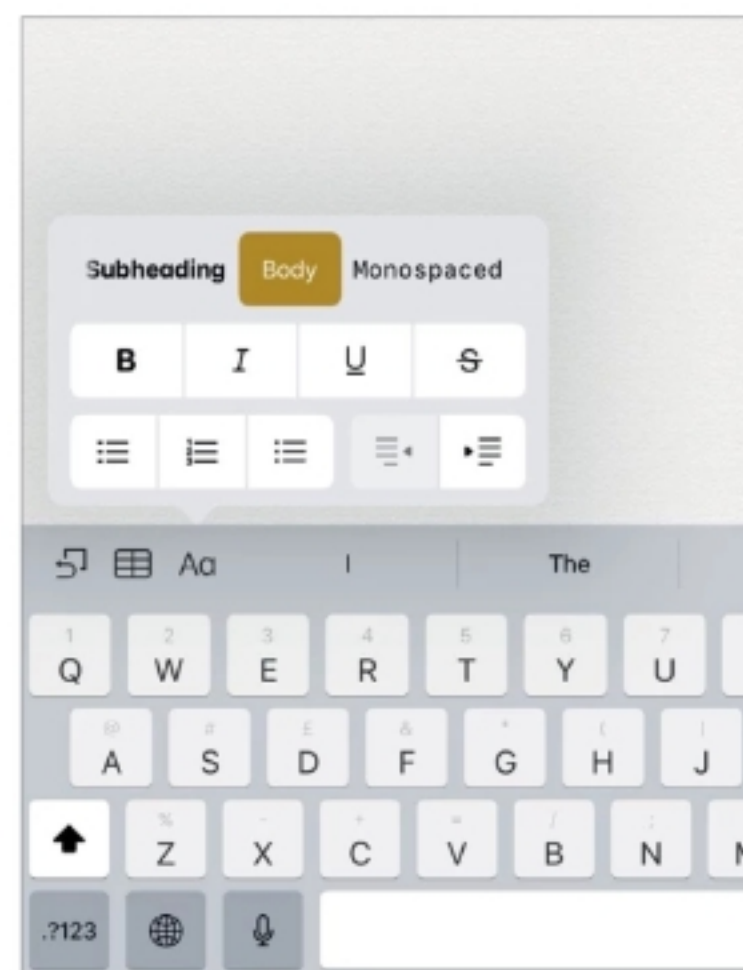 Subheading Body Monospaced
B I U S
Aa I The
1 2 3 4 5 6 7
Q W E R T Y U
@ # £ & * (
A S D F G H J
% - + = / ;
Z X C V B N
.?123